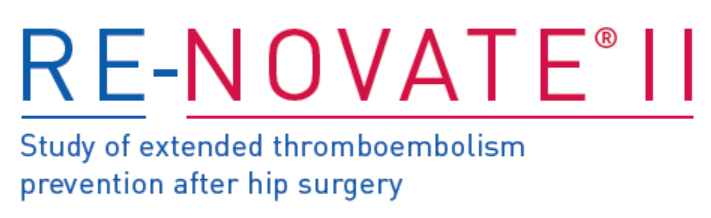 RE-NOVATE® II
Study of extended thromboembolism
prevention after hip surgery